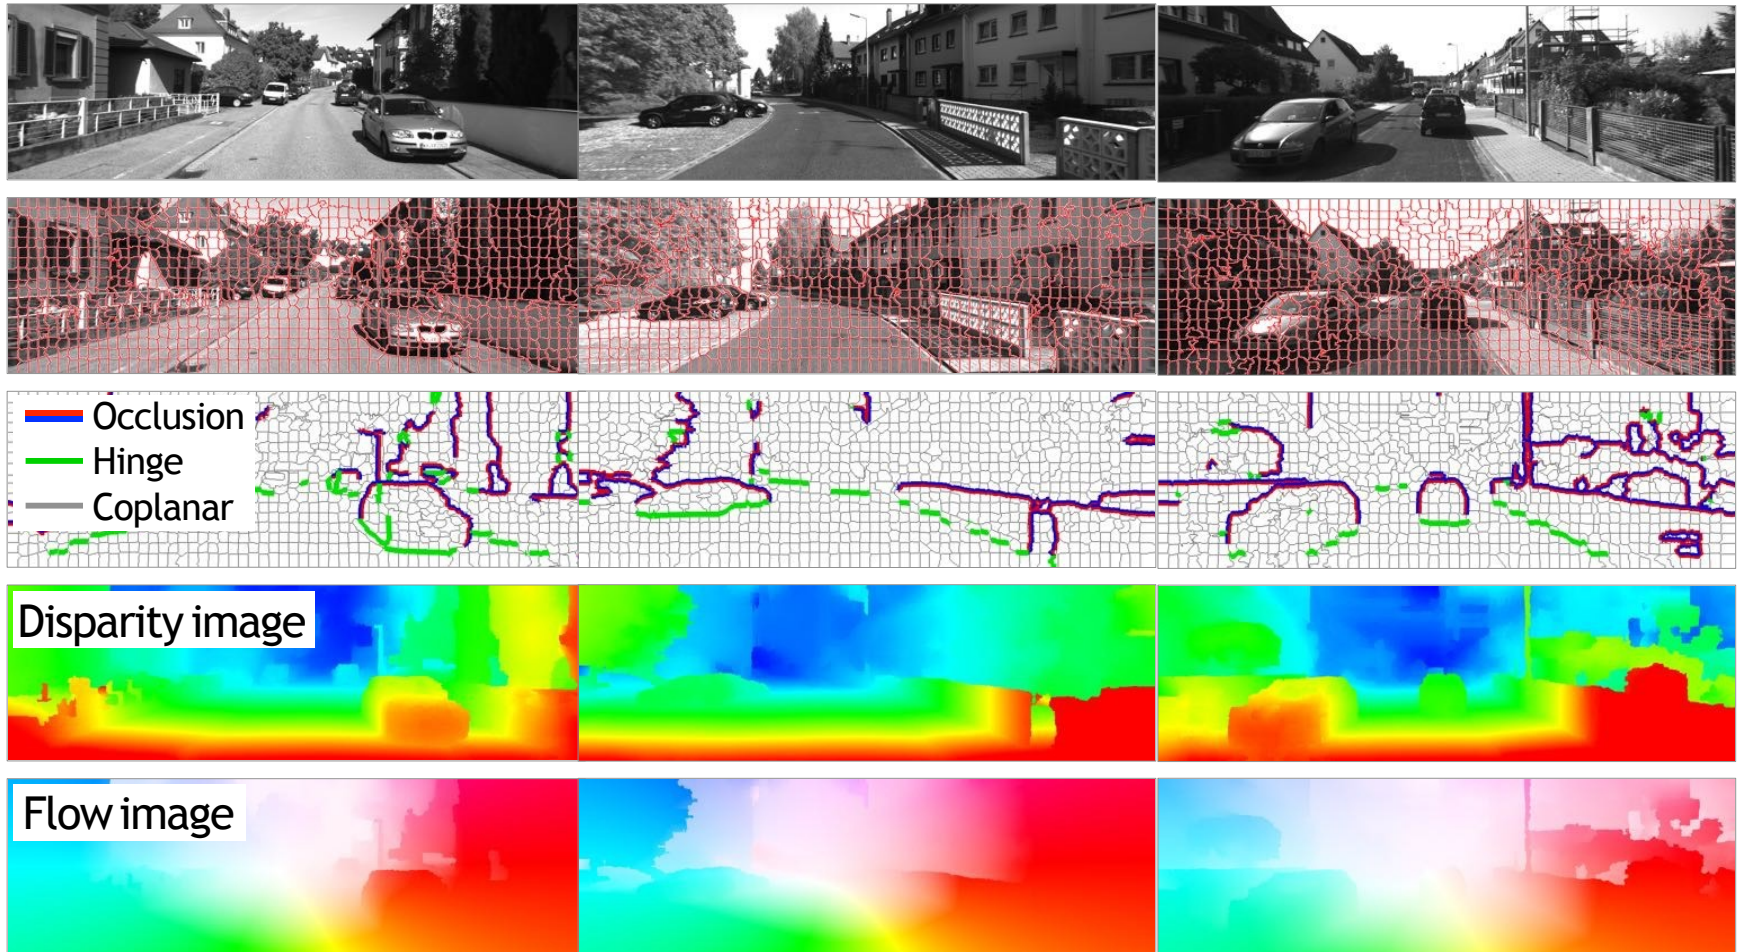 Occlusion
Hinge
Coplanar
Disparity image
Flow image